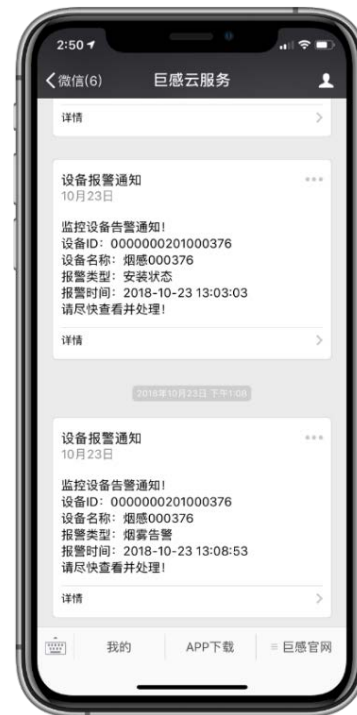 2:50
微信(6)
巨感云服务
详情
设备报警通知
10月23日
监控设备告警通知!
设备ID：0000000201000376
设备名称：烟感000376
报警类型：安装状态
报警时间：2018-10-23 13:03:03
请尽快查看并处理!
详情
2018年10月23日 下午1:08
设备报警通知
10月23日
监控设备告警通知!
设备ID：0000000201000376
设备名称：烟感000376
报警类型：烟雾告警
报警时间：2018-10-23 13:08:53
请尽快查看并处理!
详情
我的
APP下载
巨感官网